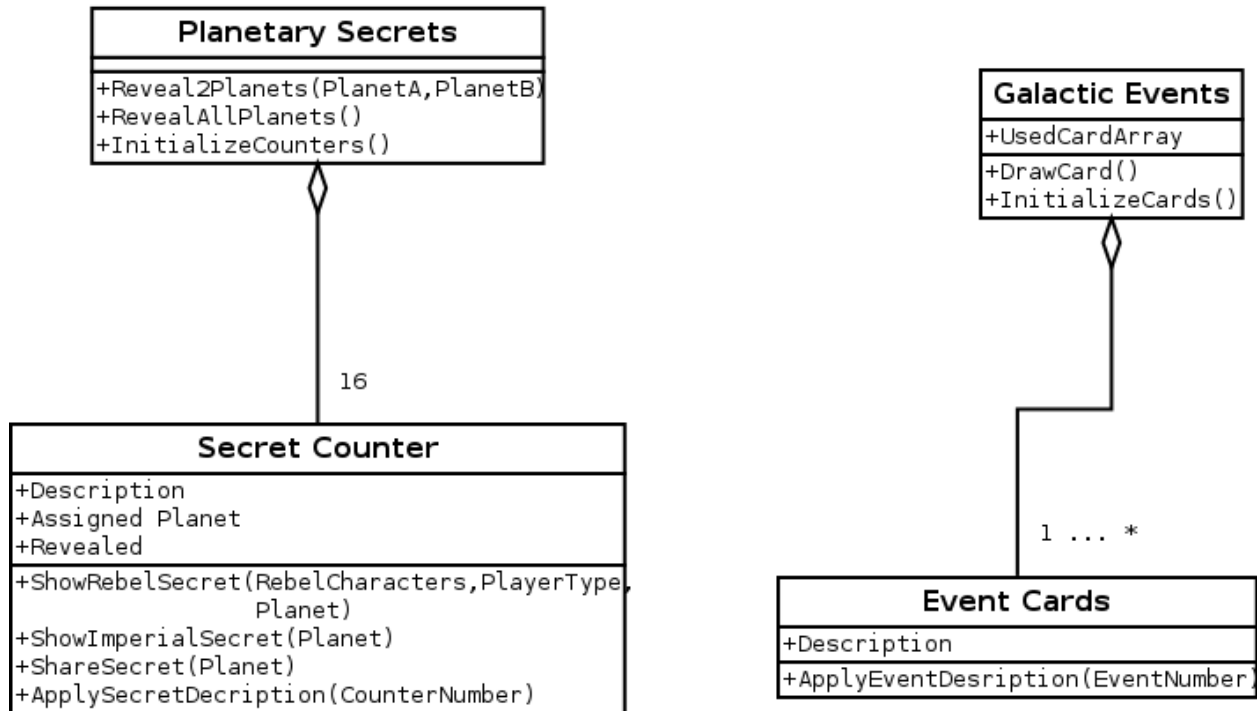 Planetary Secrets
+Reveal2Planets(PlanetA,PlanetB)
+RevealAllPlanets()
+InitializeCounters()
16
Secret Counter
+Description
+Assigned Planet
+Revealed
+ShowRebelSecret(RebelCharacters,PlayerType,
Planet)
+ShowImperialSecret(Planet)
+ShareSecret(Planet)
+ApplySecretDecription(CounterNumber)
Galactic Events
+UsedCardArray
+DrawCard()
+InitializeCards()
1 ... *
Event Cards
+Description
+ApplyEventDesription(EventNumber)